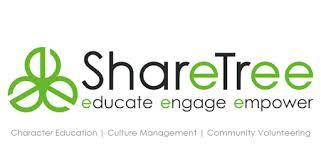 ShareTree
educate engage empower
Character Education | Culture Management | Community Volunteering